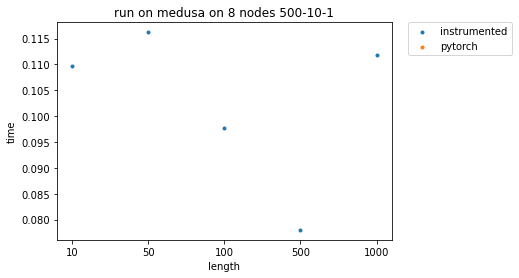 run on medusa on 8 nodes 500-10-1
instrumented
pytorch
0.115
0.110
0.105
0.100
0.095
0.090
0.085
0.080
time
10 50 100 500 1000
length